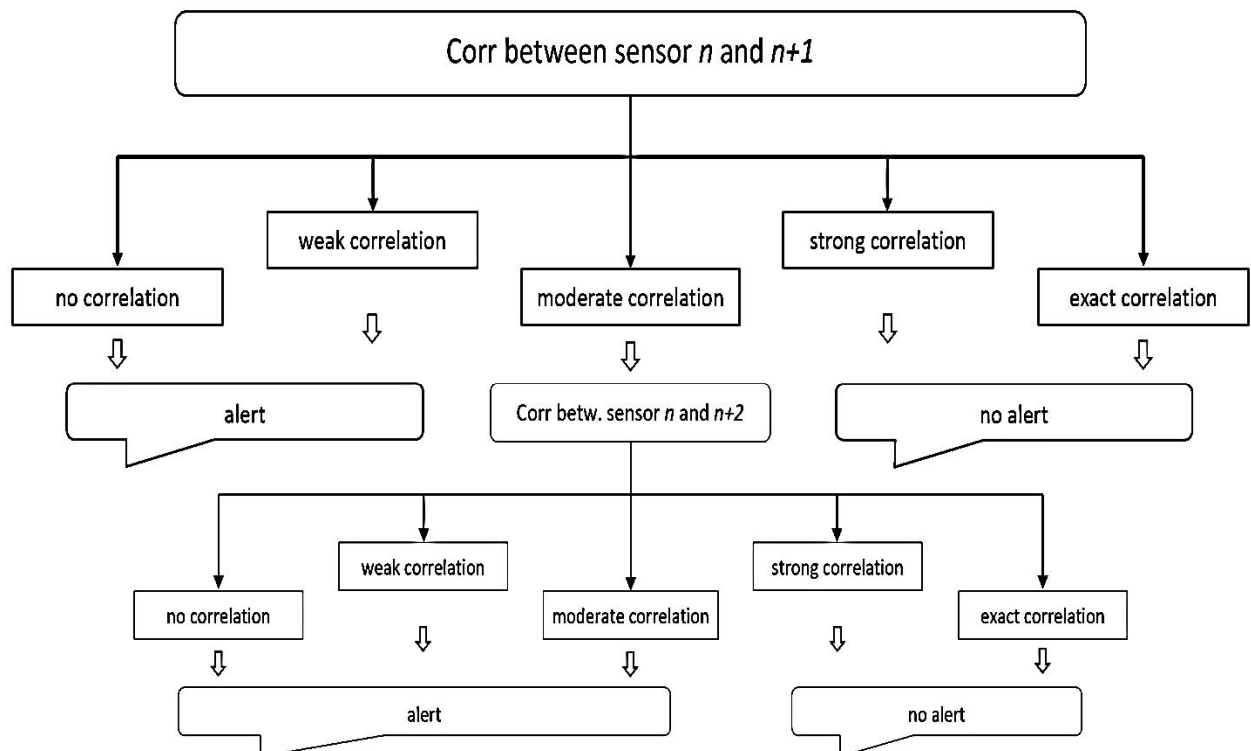 Corr between sensor n and n+1
weak correlation
strong correlation
no correlation
moderate correlation
exact correlation
alert
Corr betw. sensor n and n+2
no alert
weak correlation
strong correlation
no correlation
moderate correlation
exact correlation
alert
no alert